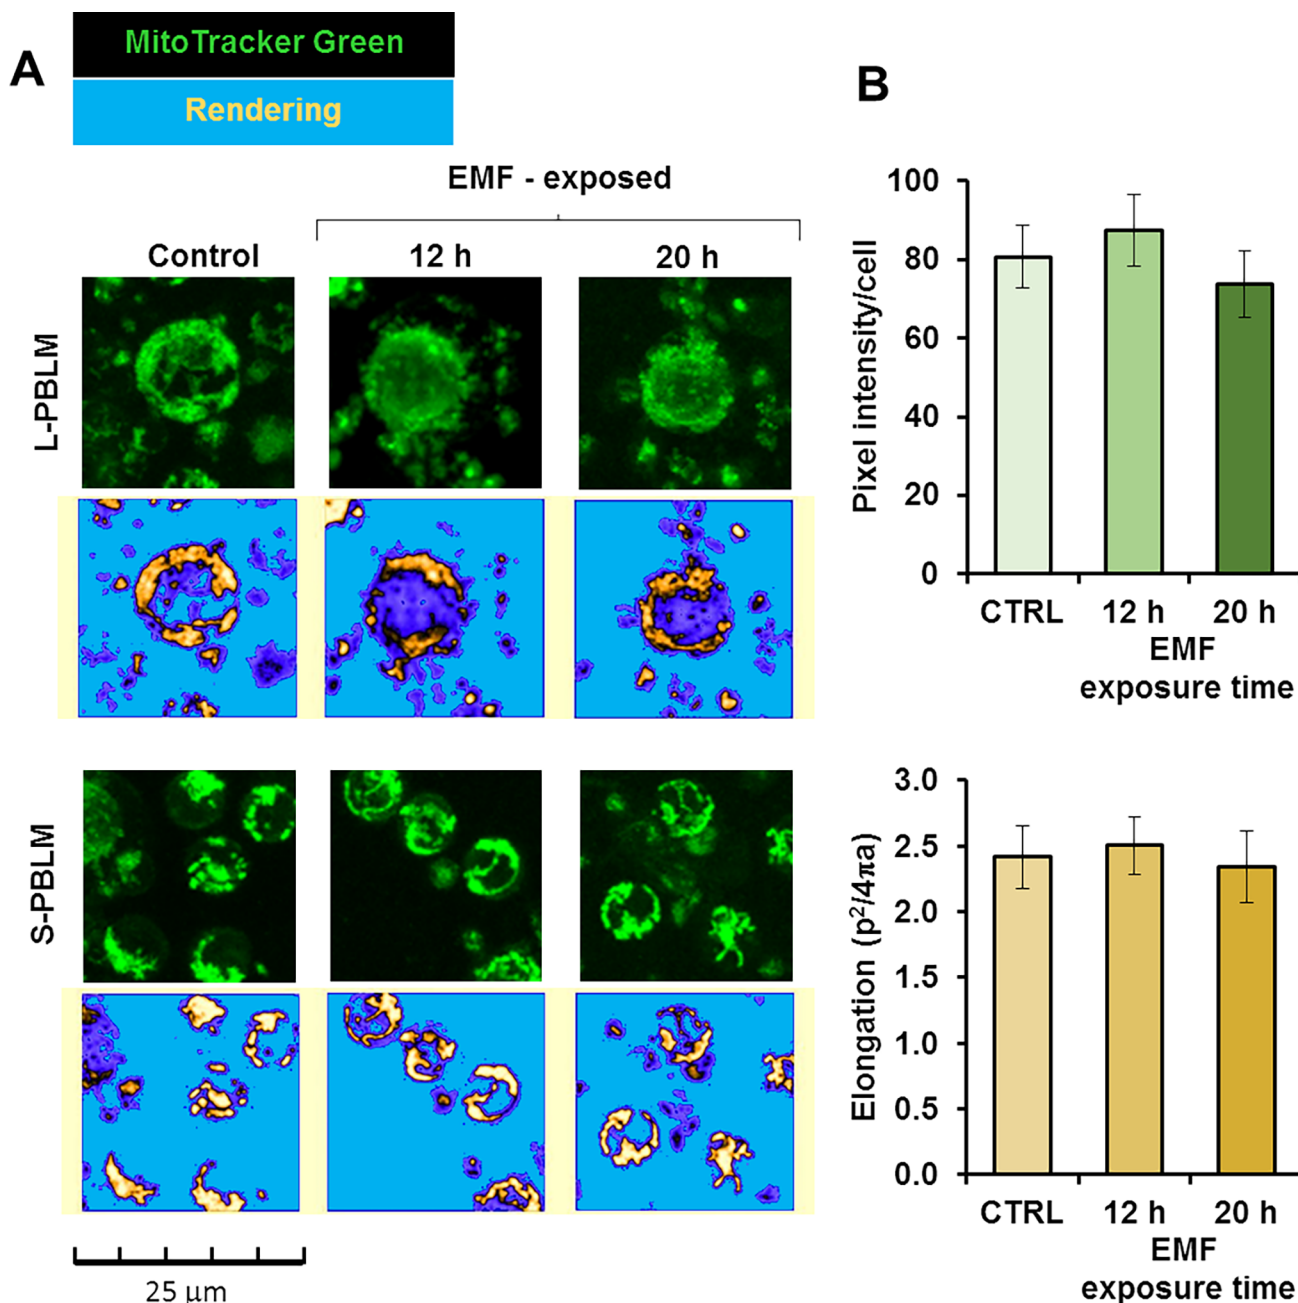 A
MitoTracker Green
Rendering
EMF - exposed
Control
12 h
20 h
L-PBLM
S-PBLM
25 μm
B
Pixel intensity/cell
100
80
60
40
20
0
CTRL
12 h
20 h
EMF
exposure time
Elongation (p²/4πa)
3.0
2.5
2.0
1.5
1.0
0.5
0.0
CTRL
12 h
20 h
EMF
exposure time